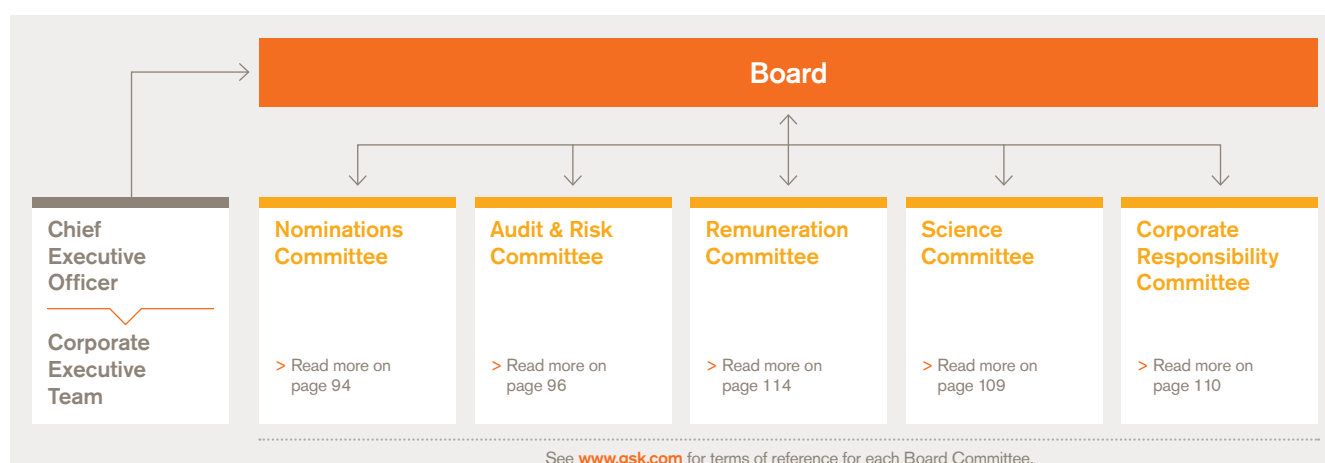 Board
Chief
Executive
Officer
Corporate
Executive
Team
Nominations
Committee
> Read more on
page 94
Audit & Risk
Committee
> Read more on
page 96
Remuneration
Committee
> Read more on
page 114
Science
Committee
> Read more on
page 109
Corporate
Responsibility
Committee
> Read more on
page 110
See www.gsk.com for terms of reference for each Board Committee.